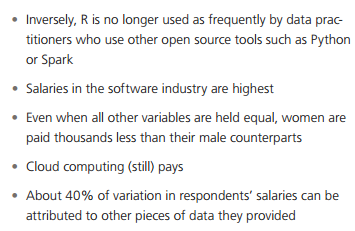 • Inversely, R is no longer used as frequently by data prac-
titioners who use other open source tools such as Python
or Spark
• Salaries in the software industry are highest
• Even when all other variables are held equal, women are
paid thousands less than their male counterparts
• Cloud computing (still) pays
• About 40% of variation in respondents’ salaries can be
attributed to other pieces of data they provided